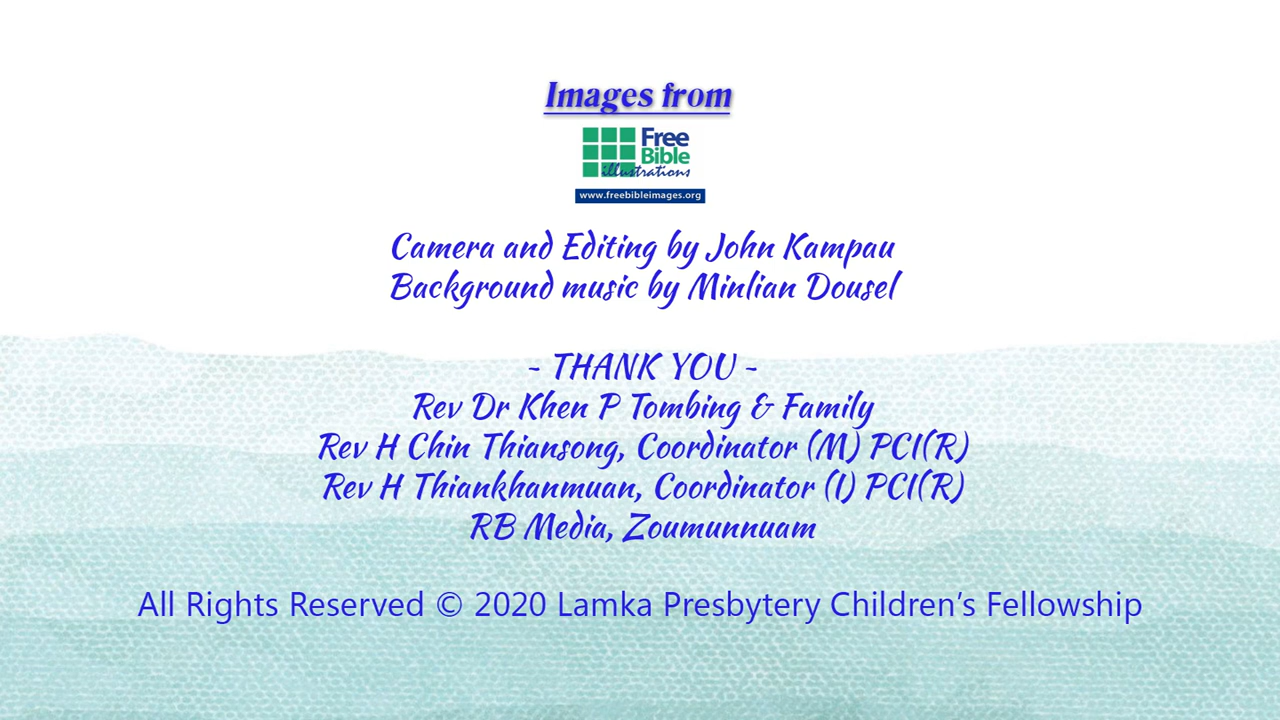 Images from
Free
Bible
illustrations
www.freebibleimages.org
Camera and Editing by John Kampau
Background music by Minlian Dousel
~ THANK YOU ~
Rev Dr Khen P Tombing & Family
Rev H Chin Thiansong, Coordinator (M) PCI(R)
Rev H Thiankhanmuan, Coordinator (I) PCI(R)
RB Media, Zoumunnuam
All Rights Reserved © 2020 Lamka Presbytery Children’s Fellowship